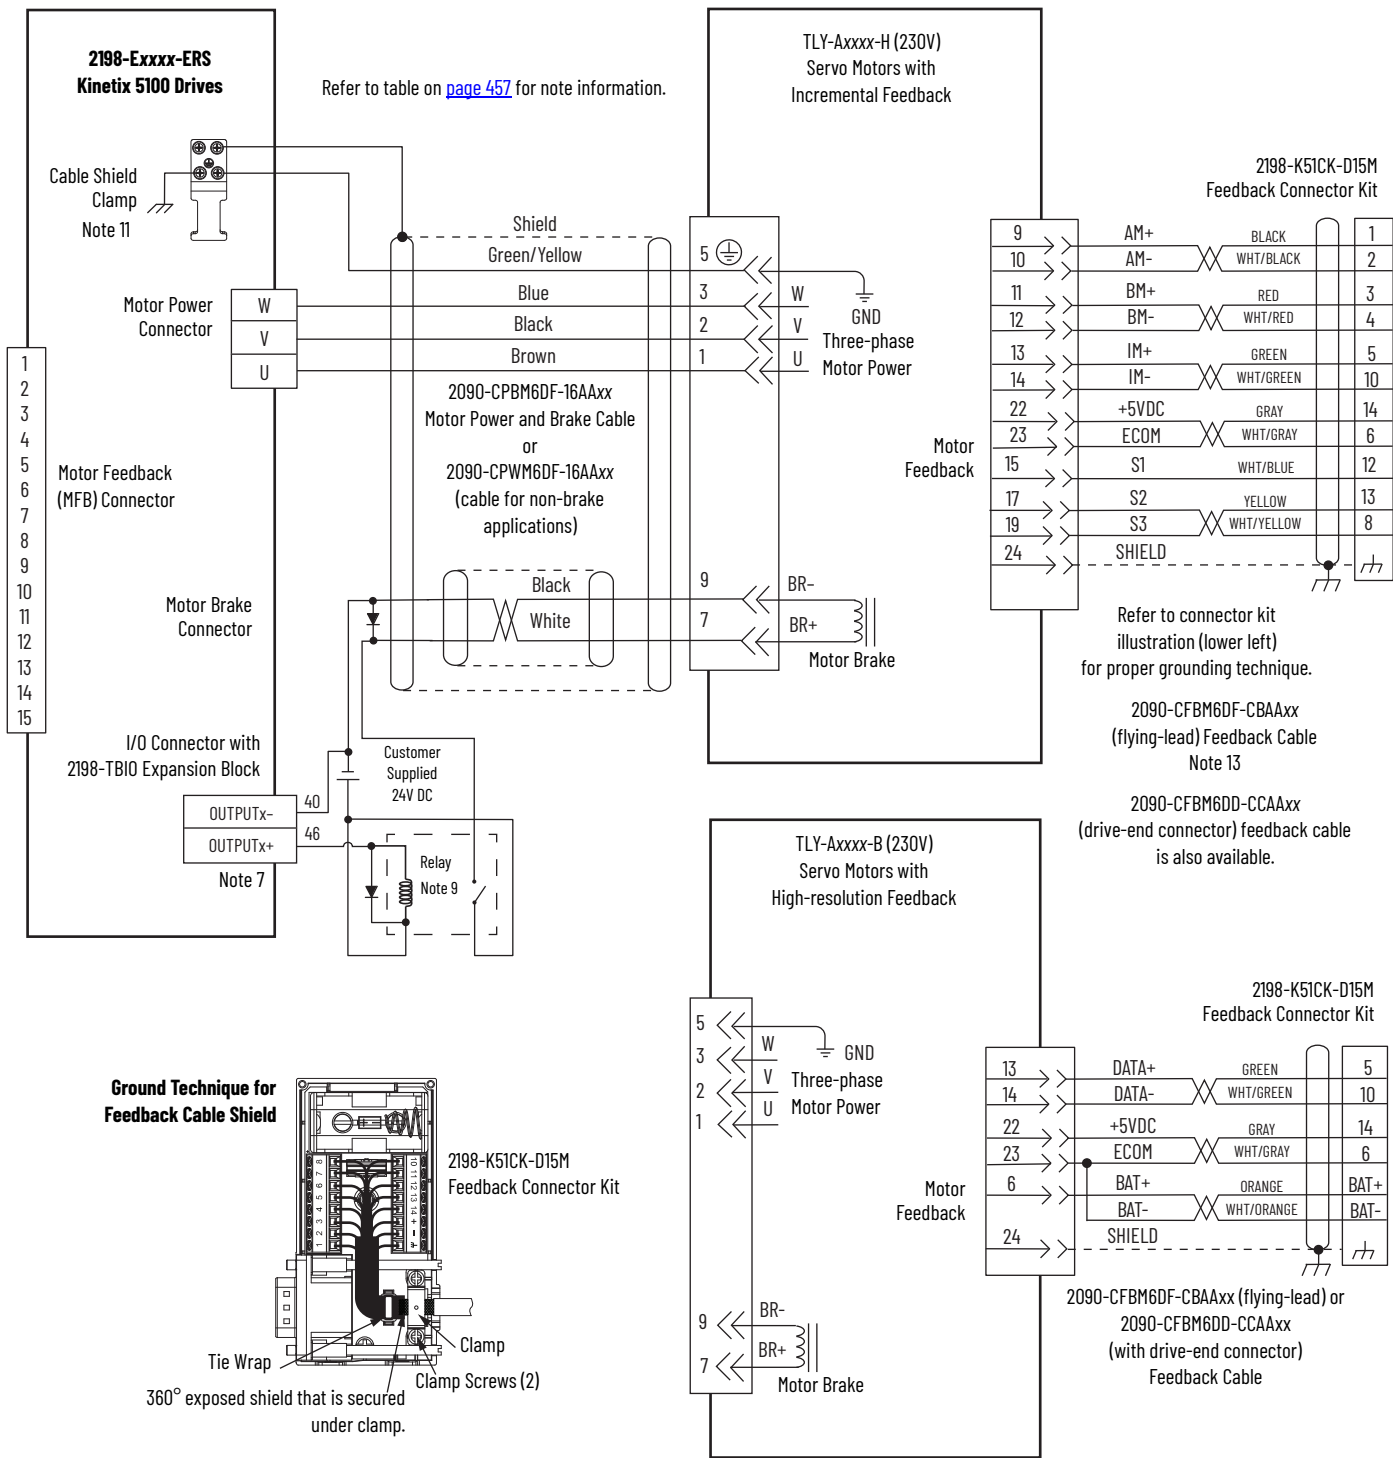 2198-Exxxx-ERS
Kinetix 5100 Drives
Refer to table on page 457 for note information.
Cable Shield
Clamp
Note 11
Motor Power
Connector
W
V
U
1
2
3
4
5
6
7
8
9
10
11
12
13
14
15
Motor Feedback
(MFB) Connector
Motor Brake
Connector
I/O Connector with
2198-TBIO Expansion Block
OUTPUTx–
OUTPUTx+
40
46
Note 7
Shield
Green/Yellow
Blue
Black
Brown
2090-CPBM6DF-16AAxx
Motor Power and Brake Cable
or
2090-CPWM6DF-16AAxx
(cable for non-brake
applications)
Black
White
Customer
Supplied
24V DC
Relay
Note 9
TLY-Axxxx-H (230V)
Servo Motors with
Incremental Feedback
5
3
2
1
W
V
U
GND
Three-phase
Motor Power
9
7
BR–
BR+
Motor Brake
Motor
Feedback
2198-K51CK-D15M
Feedback Connector Kit
9 AM+ BLACK 1
10 AM- WHT/BLACK 2
11 BM+ RED 3
12 BM- WHT/RED 4
13 IM+ GREEN 5
14 IM- WHT/GREEN 10
22 +5VDC GRAY 14
23 ECOM WHT/GRAY 6
15 S1 WHT/BLUE 12
17 S2 YELLOW 13
19 S3 WHT/YELLOW 8
24 SHIELD
Refer to connector kit
illustration (lower left)
for proper grounding technique.
2090-CFBM6DF-CBAAxx
(flying-lead) Feedback Cable
Note 13
2090-CFBM6DD-CCAAxx
(drive-end connector) feedback cable
is also available.
TLY-Axxxx-B (230V)
Servo Motors with
High-resolution Feedback
5
3
2
1
W
V
U
GND
Three-phase
Motor Power
9
7
BR-
BR+
Motor Brake
Motor
Feedback
2198-K51CK-D15M
Feedback Connector Kit
13 DATA+ GREEN 5
14 DATA- WHT/GREEN 10
22 +5VDC GRAY 14
23 ECOM WHT/GRAY 6
6 BAT+ ORANGE BAT+
BAT- WHT/ORANGE BAT-
24 SHIELD
2090-CFBM6DF-CBAAxx (flying-lead) or
2090-CFBM6DD-CCAAxx
(with drive-end connector)
Feedback Cable
Ground Technique for
Feedback Cable Shield
2198-K51CK-D15M
Feedback Connector Kit
8 10
7 11
6 12
5 13
4 14
3 +
2 –
1
Tie Wrap
Clamp
Clamp Screws (2)
360° exposed shield that is secured
under clamp.